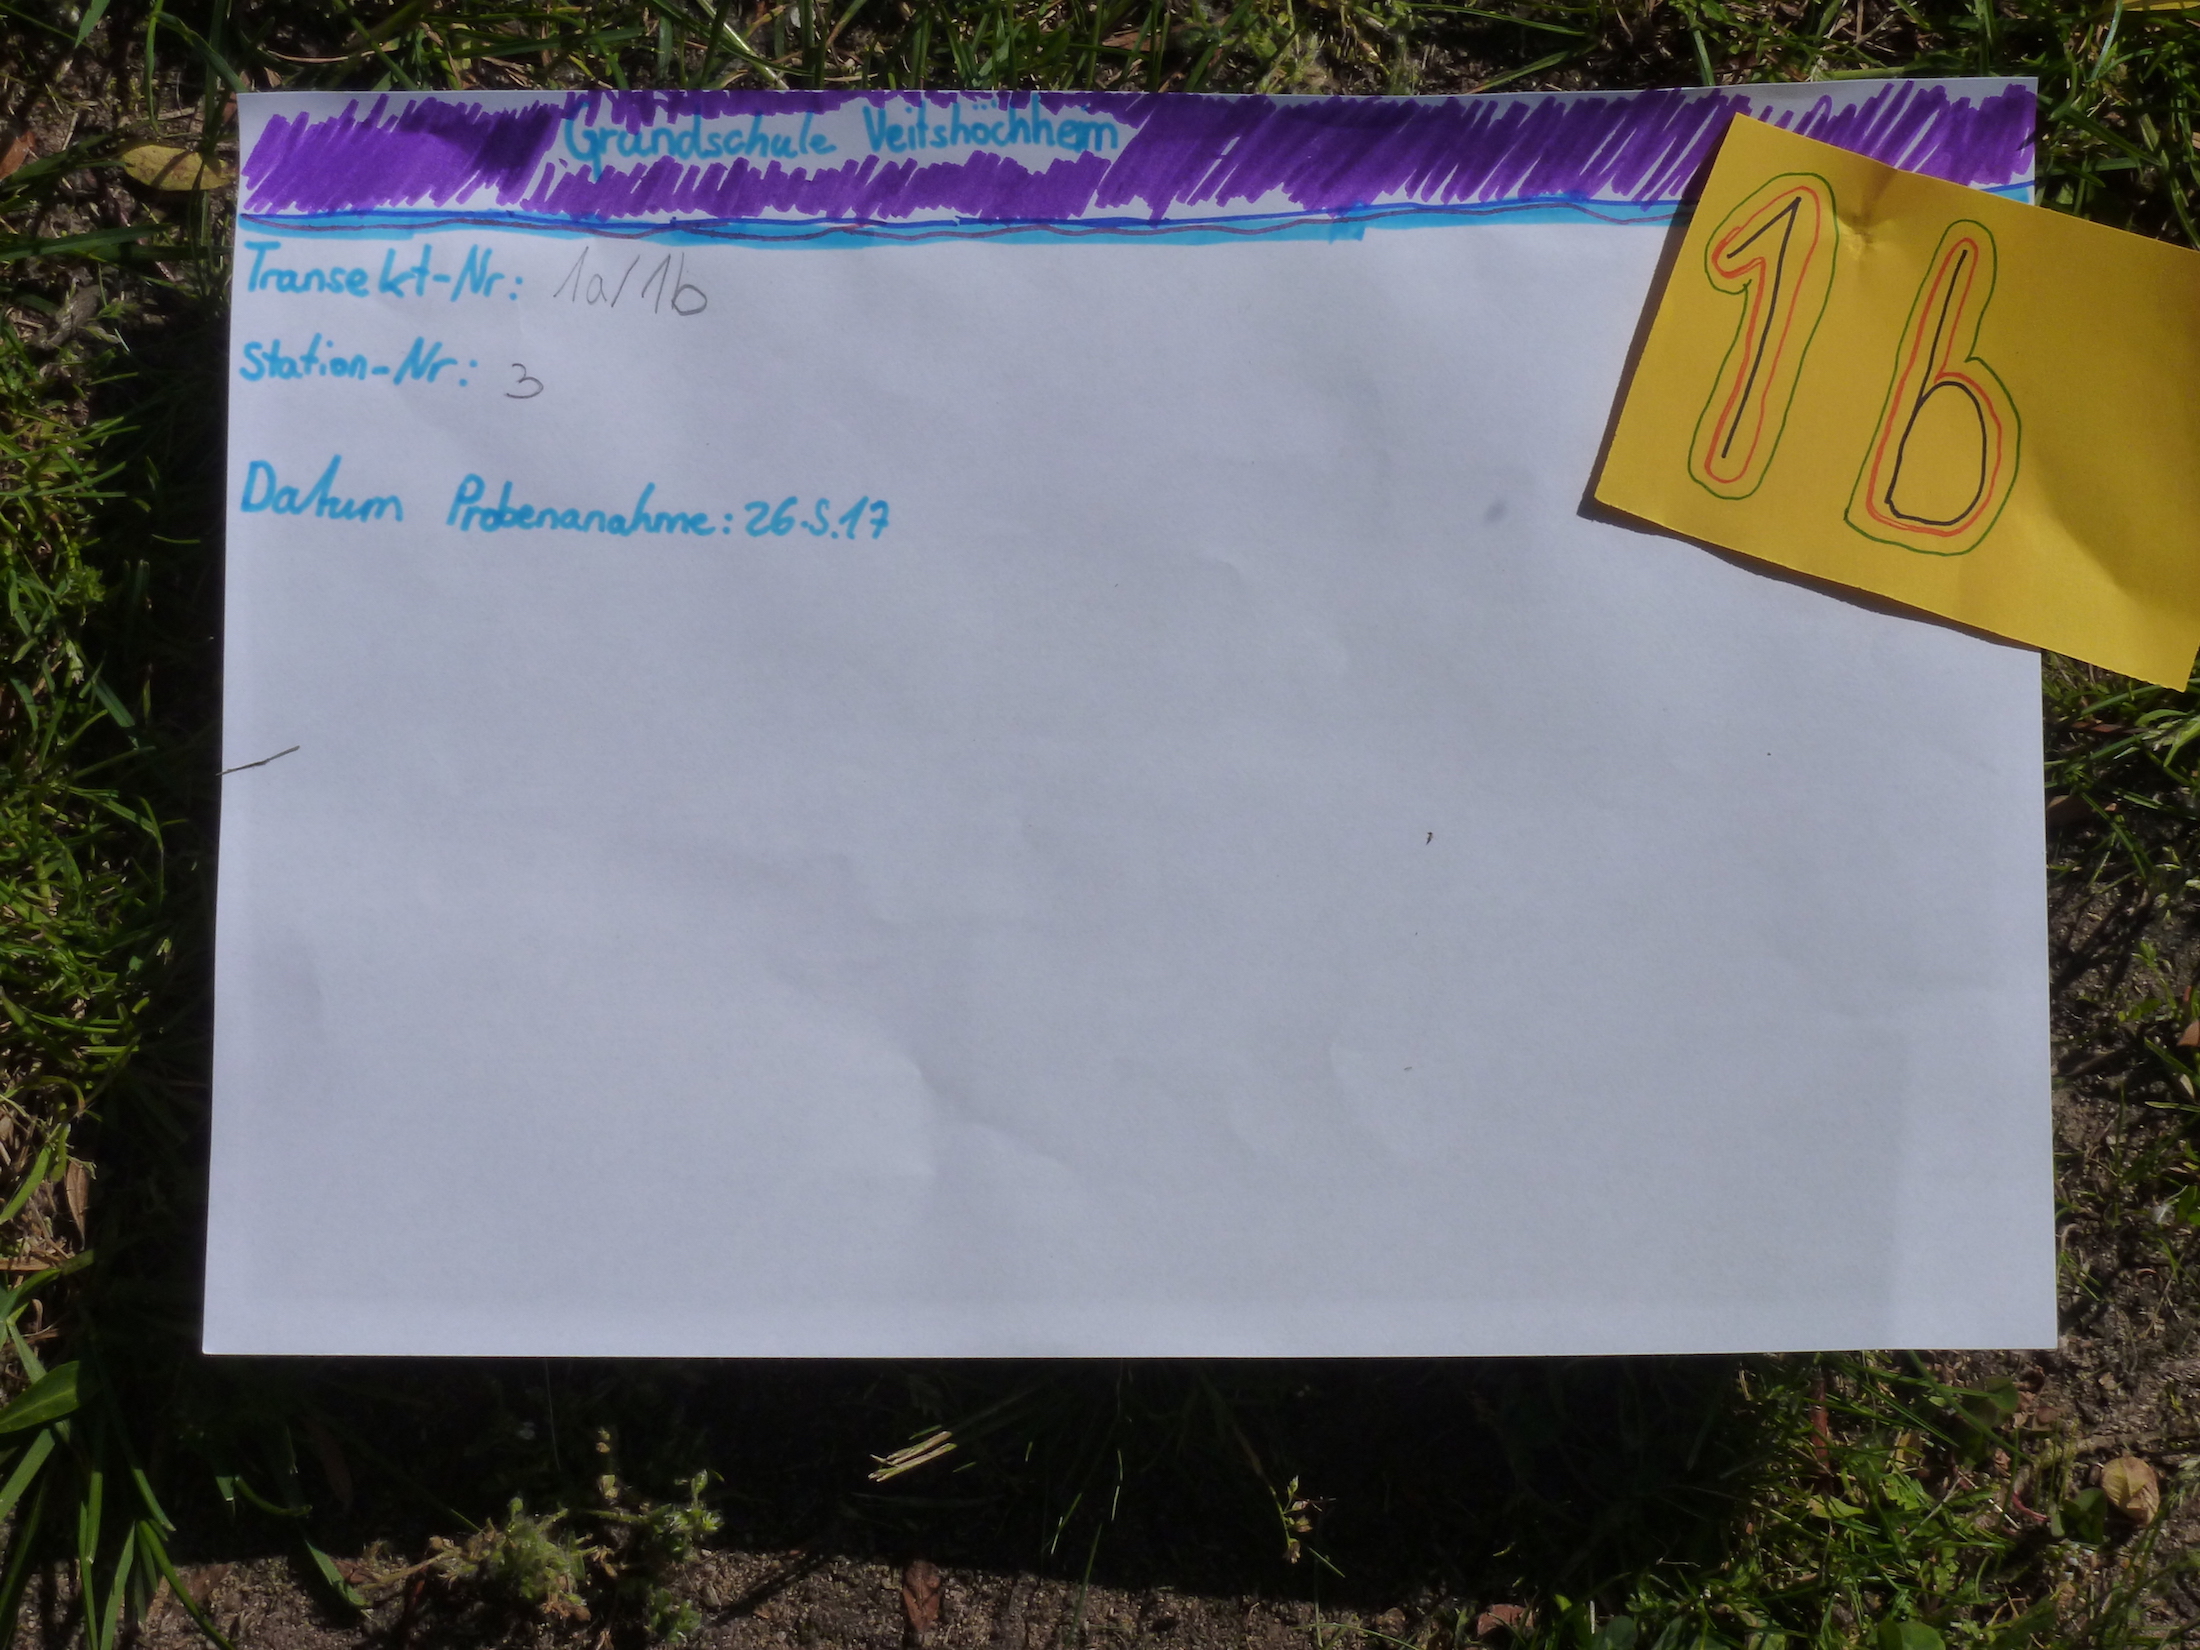 Grundschule Veitshöchheim
Transekt-Nr: 1a/1b
Station-Nr: 3
Datum Probenanahme: 26.5.17
1b